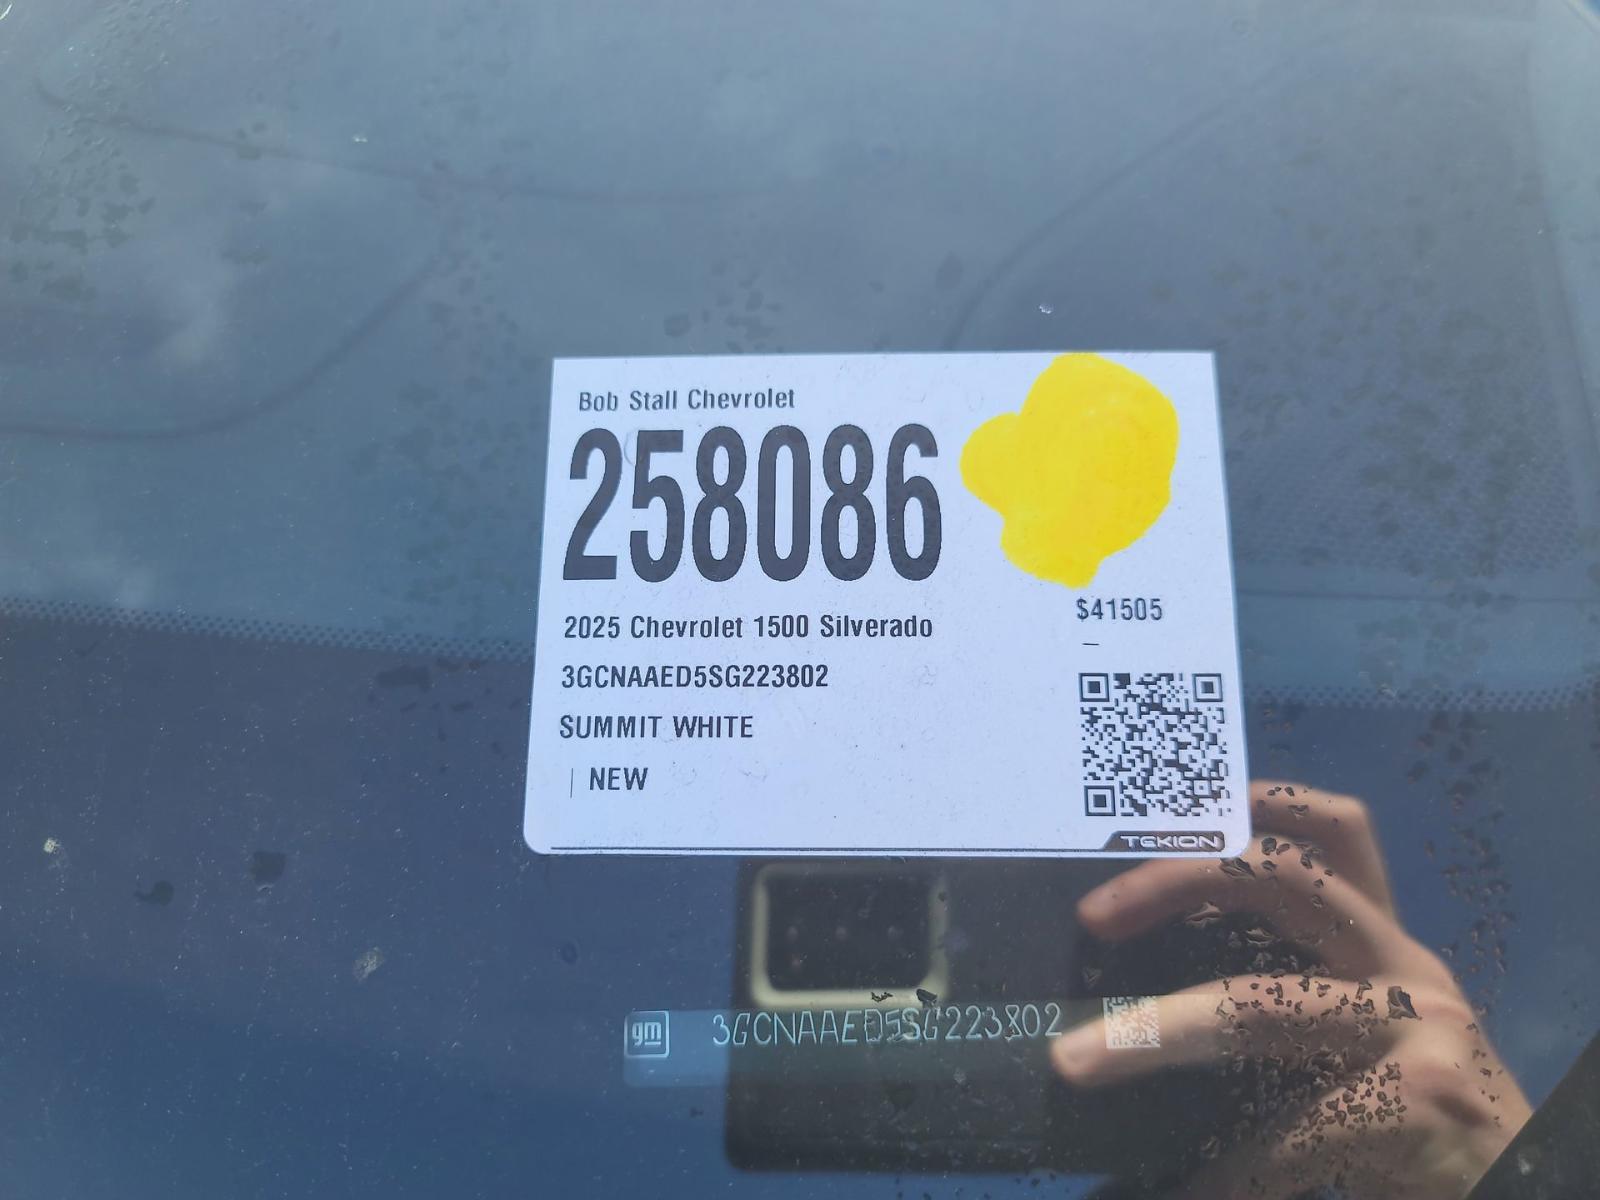 Bob Stall Chevrolet
258086
2025 Chevrolet 1500 Silverado
$41505
3GCNAAED5SG223802
SUMMIT WHITE
| NEW
TEKION
gm 3GCNAAED5SG223802